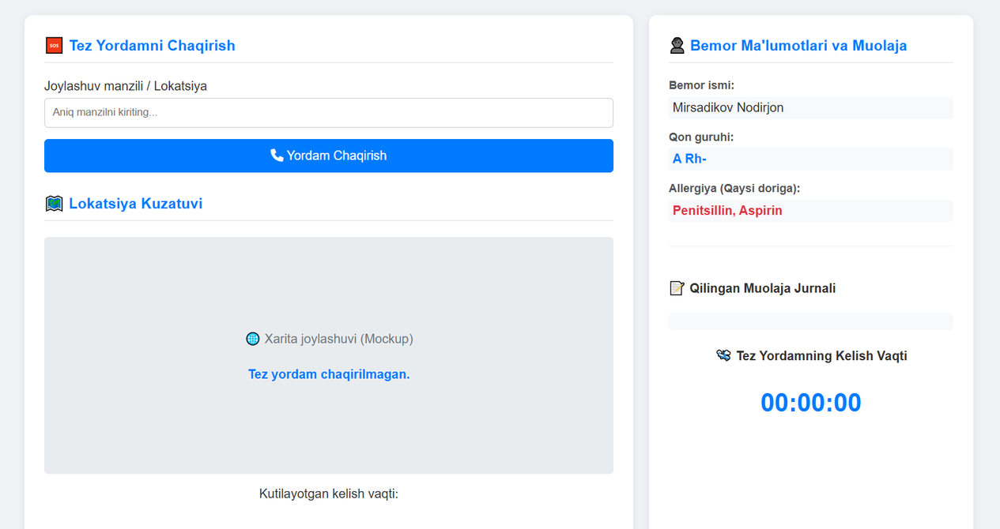 SOS Tez Yordamni Chaqirish
Joylashuv manzili / Lokatsiya
Aniq manzilni kiriting...
Yordam Chaqirish
Lokatsiya Kuzatuvi
Xarita joylashuvi (Mockup)
Tez yordam chaqirilmagan.
Kutilayotgan kelish vaqti:
Bemor Ma'lumotlari va Muolaja
Bemor ismi:
Mirsadikov Nodirjon
Qon guruhi:
A Rh-
Allergiya (Qaysi doriga):
Penitsillin, Aspirin
Qilingan Muolaja Jurnali
Tez Yordamning Kelish Vaqti
00:00:00